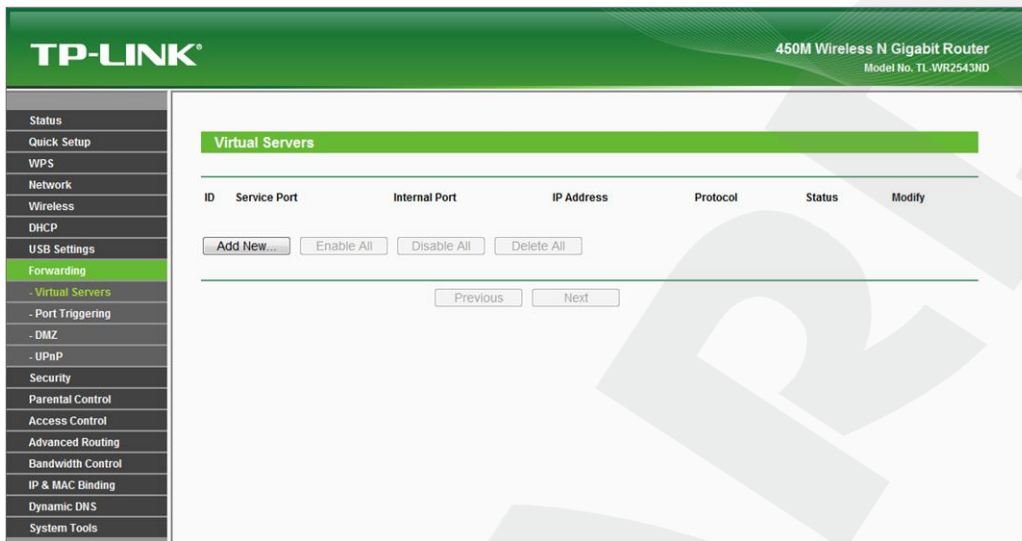 TP-LINK®
450M Wireless N Gigabit Router
Model No. TL-WR2543ND
Status
Quick Setup
WPS
Network
Wireless
DHCP
USB Settings
Forwarding
- Virtual Servers
- Port Triggering
- DMZ
- UPnP
Security
Parental Control
Access Control
Advanced Routing
Bandwidth Control
IP & MAC Binding
Dynamic DNS
System Tools
Virtual Servers
ID Service Port Internal Port IP Address Protocol Status Modify
Add New... Enable All Disable All Delete All
Previous Next